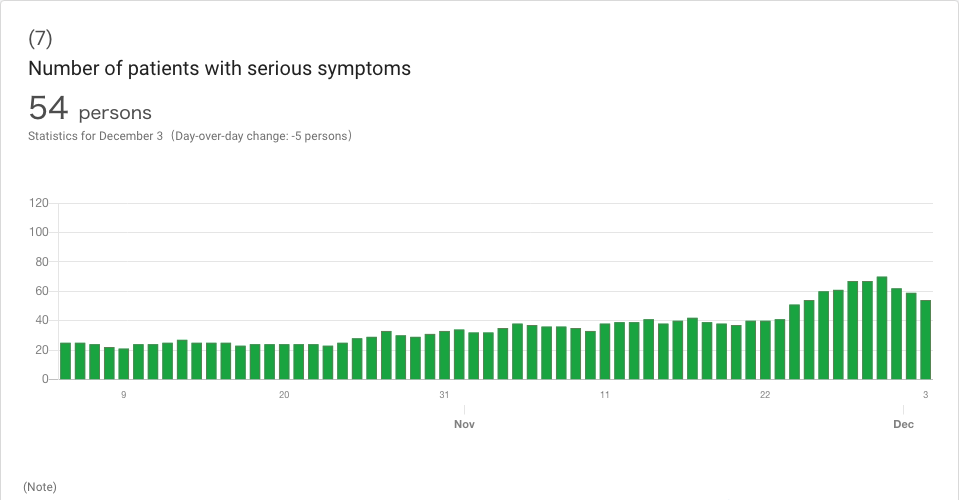 (7)
Number of patients with serious symptoms
54 persons
Statistics for December 3 (Day-over-day change: -5 persons)
120
100
80
60
40
20
0
9 20 31 11 22 3
Nov Dec
(Note)